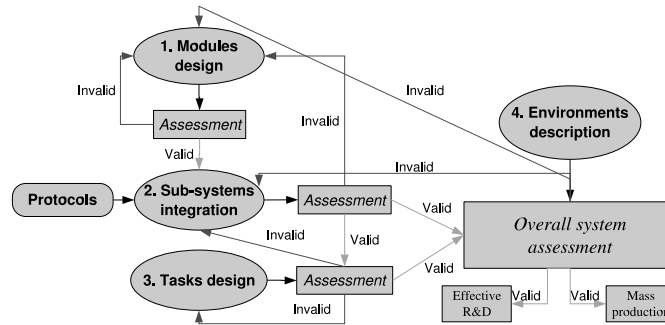 1. Modules
design
Invalid
Invalid
4. Environments
description
Assessment
Invalid
Valid
Invalid
Protocols
2. Sub-systems
integration
Assessment
Valid
Overall system
assessment
Invalid
Valid
Valid
3. Tasks design
Assessment
Invalid
Effective
R&D
Valid
Valid
Mass
production